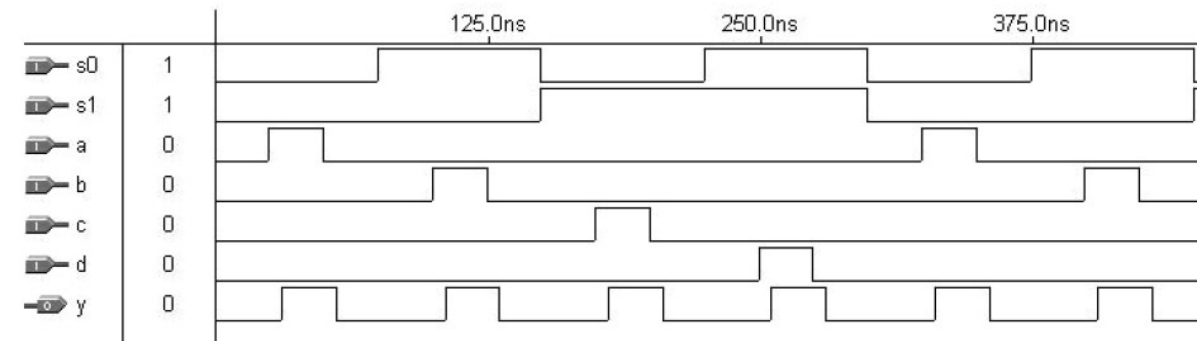 125.0ns 250.0ns 375.0ns
I s0 1
I s1 1
I a 0
I b 0
I c 0
I d 0
O y 0